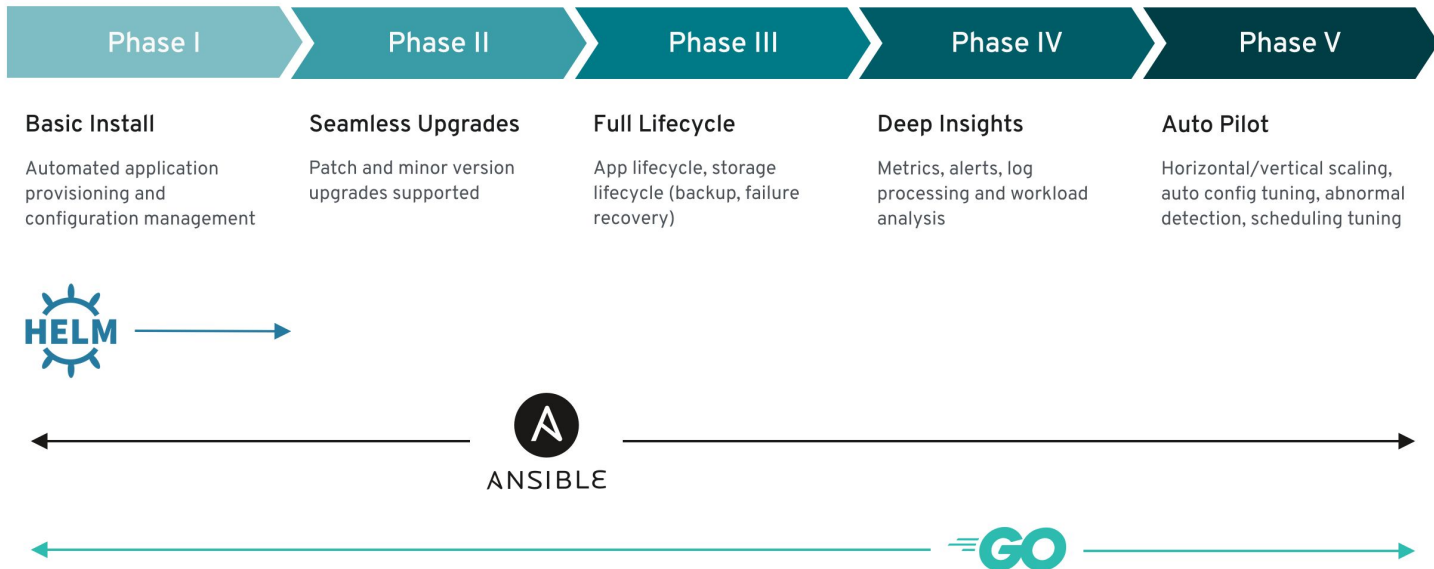 Phase I
Phase II
Phase III
Phase IV
Phase V
Basic Install
Automated application
provisioning and
configuration management
Seamless Upgrades
Patch and minor version
upgrades supported
Full Lifecycle
App lifecycle, storage
lifecycle (backup, failure
recovery)
Deep Insights
Metrics, alerts, log
processing and workload
analysis
Auto Pilot
Horizontal/vertical scaling,
auto config tuning, abnormal
detection, scheduling tuning
HELM
A
ANSIBLE
GO